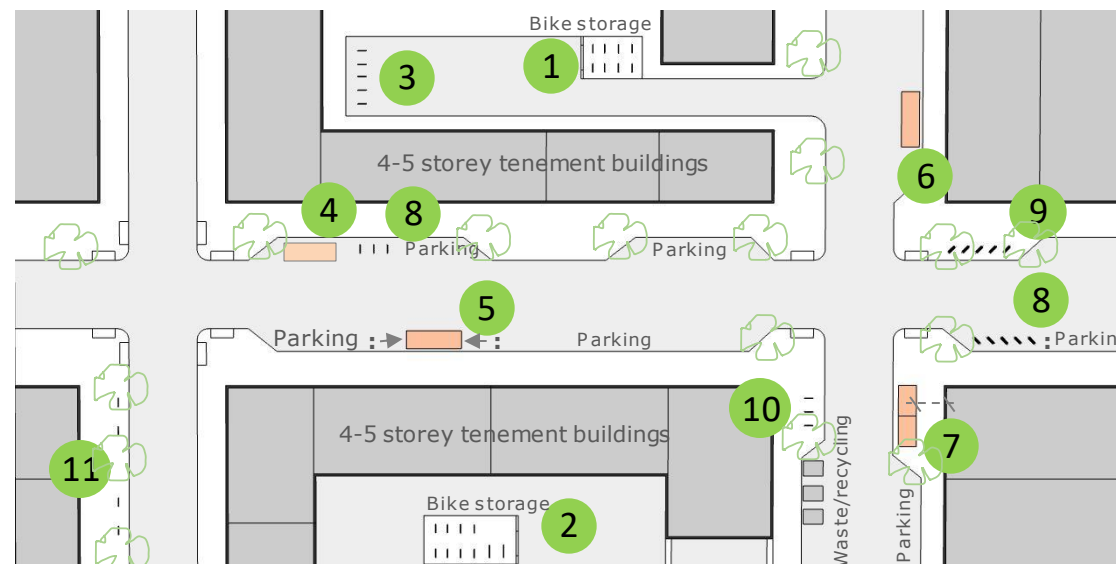 Bike storage
1
3
4-5 storey tenement buildings
6
4
8
9
Parking
Parking
8
5
Parking
Parking
Parkin
10
4-5 storey tenement buildings
7
11
Bike storage
2
Waste/recycling
Parking